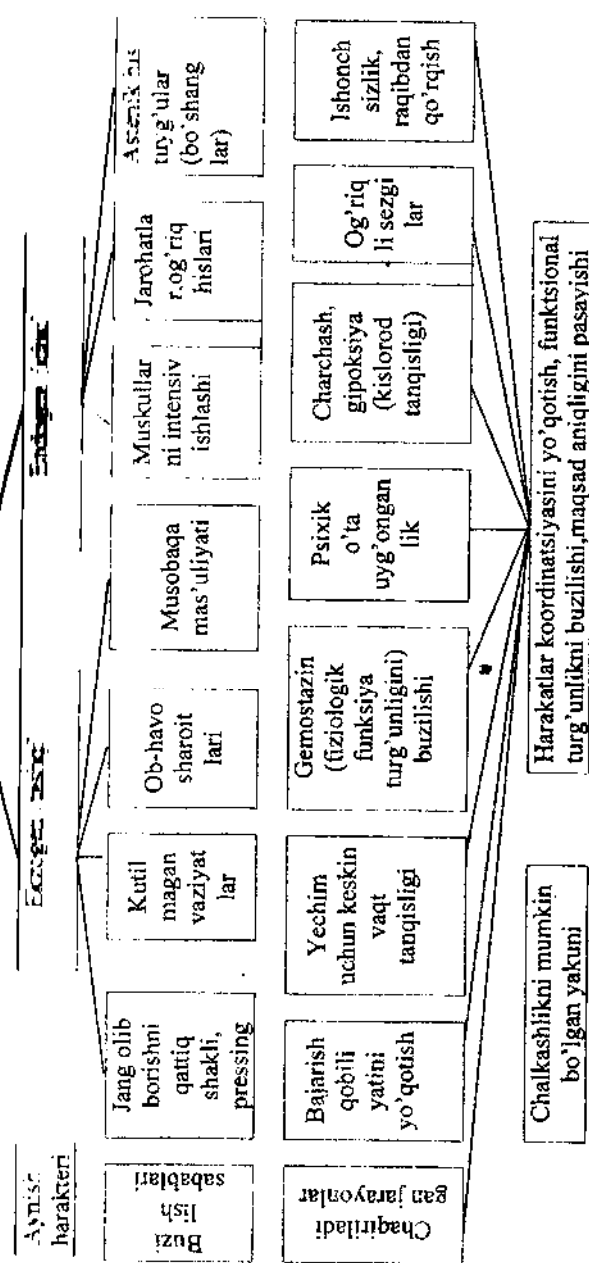 Aynish
harakteri
Buzi
lish
sabablari
Jang olib
borishni
qattiq
shakli,
pressing
Kutil
magan
vaziyat
lar
Ob-havo
sharoit
lari
Musobaqa
mas'uliyati
Muskullar
ni intensiv
ishlashi
Jarohatla
r.og'riq
hislari
Astenik his
tuyg'ular
(bo'shang
lar)
Chaqiriladi
gan jarayonlar
Bajarish
qobili
yatini
yo'qotish
Yechim
uchun keskin
vaqt
tanqisligi
Gemostazin
(fiziologik
funksiya
turg'unligini)
buzilishi
Psixik
o'ta
uyg'ongan
lik
Charchash,
gipoksiya
(kislorod
tanqisligi)
Og'riq
li sezgi
lar
Ishonch
sizlik,
raqibdan
qo'rqish
Chalkashlikni mumkin
bo'lgan yakuni
Harakatlar koordinatsiyasini yo'qotish, funktsional
turg'unlikni buzilishi,maqsad aniqligini pasayishi